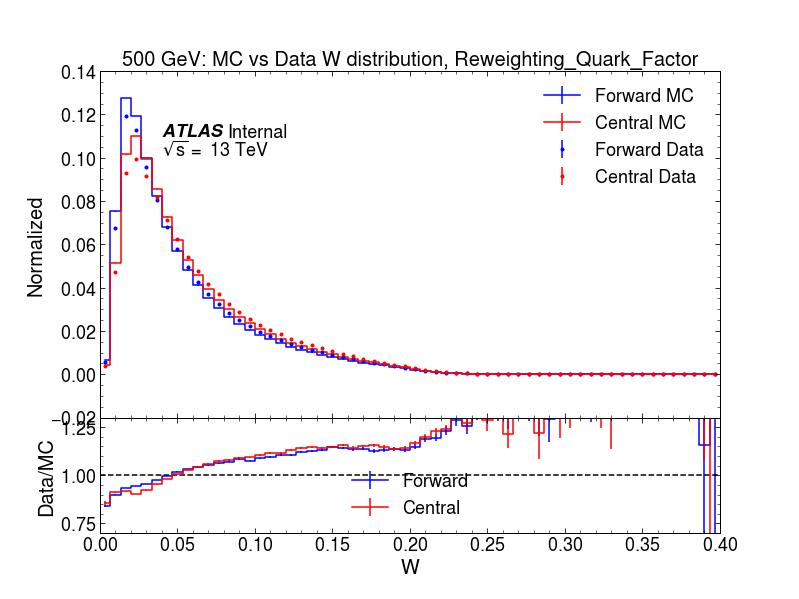 500 GeV: MC vs Data W distribution, Reweighting_Quark_Factor
0.14
0.12
0.10
0.08
0.06
0.04
0.02
0.00
−0.02
Normalized
ATLAS Internal
√s = 13 TeV
Forward MC
Central MC
Forward Data
Central Data
1.25
1.00
0.75
Data/MC
Forward
Central
0.00 0.05 0.10 0.15 0.20 0.25 0.30 0.35 0.40
W